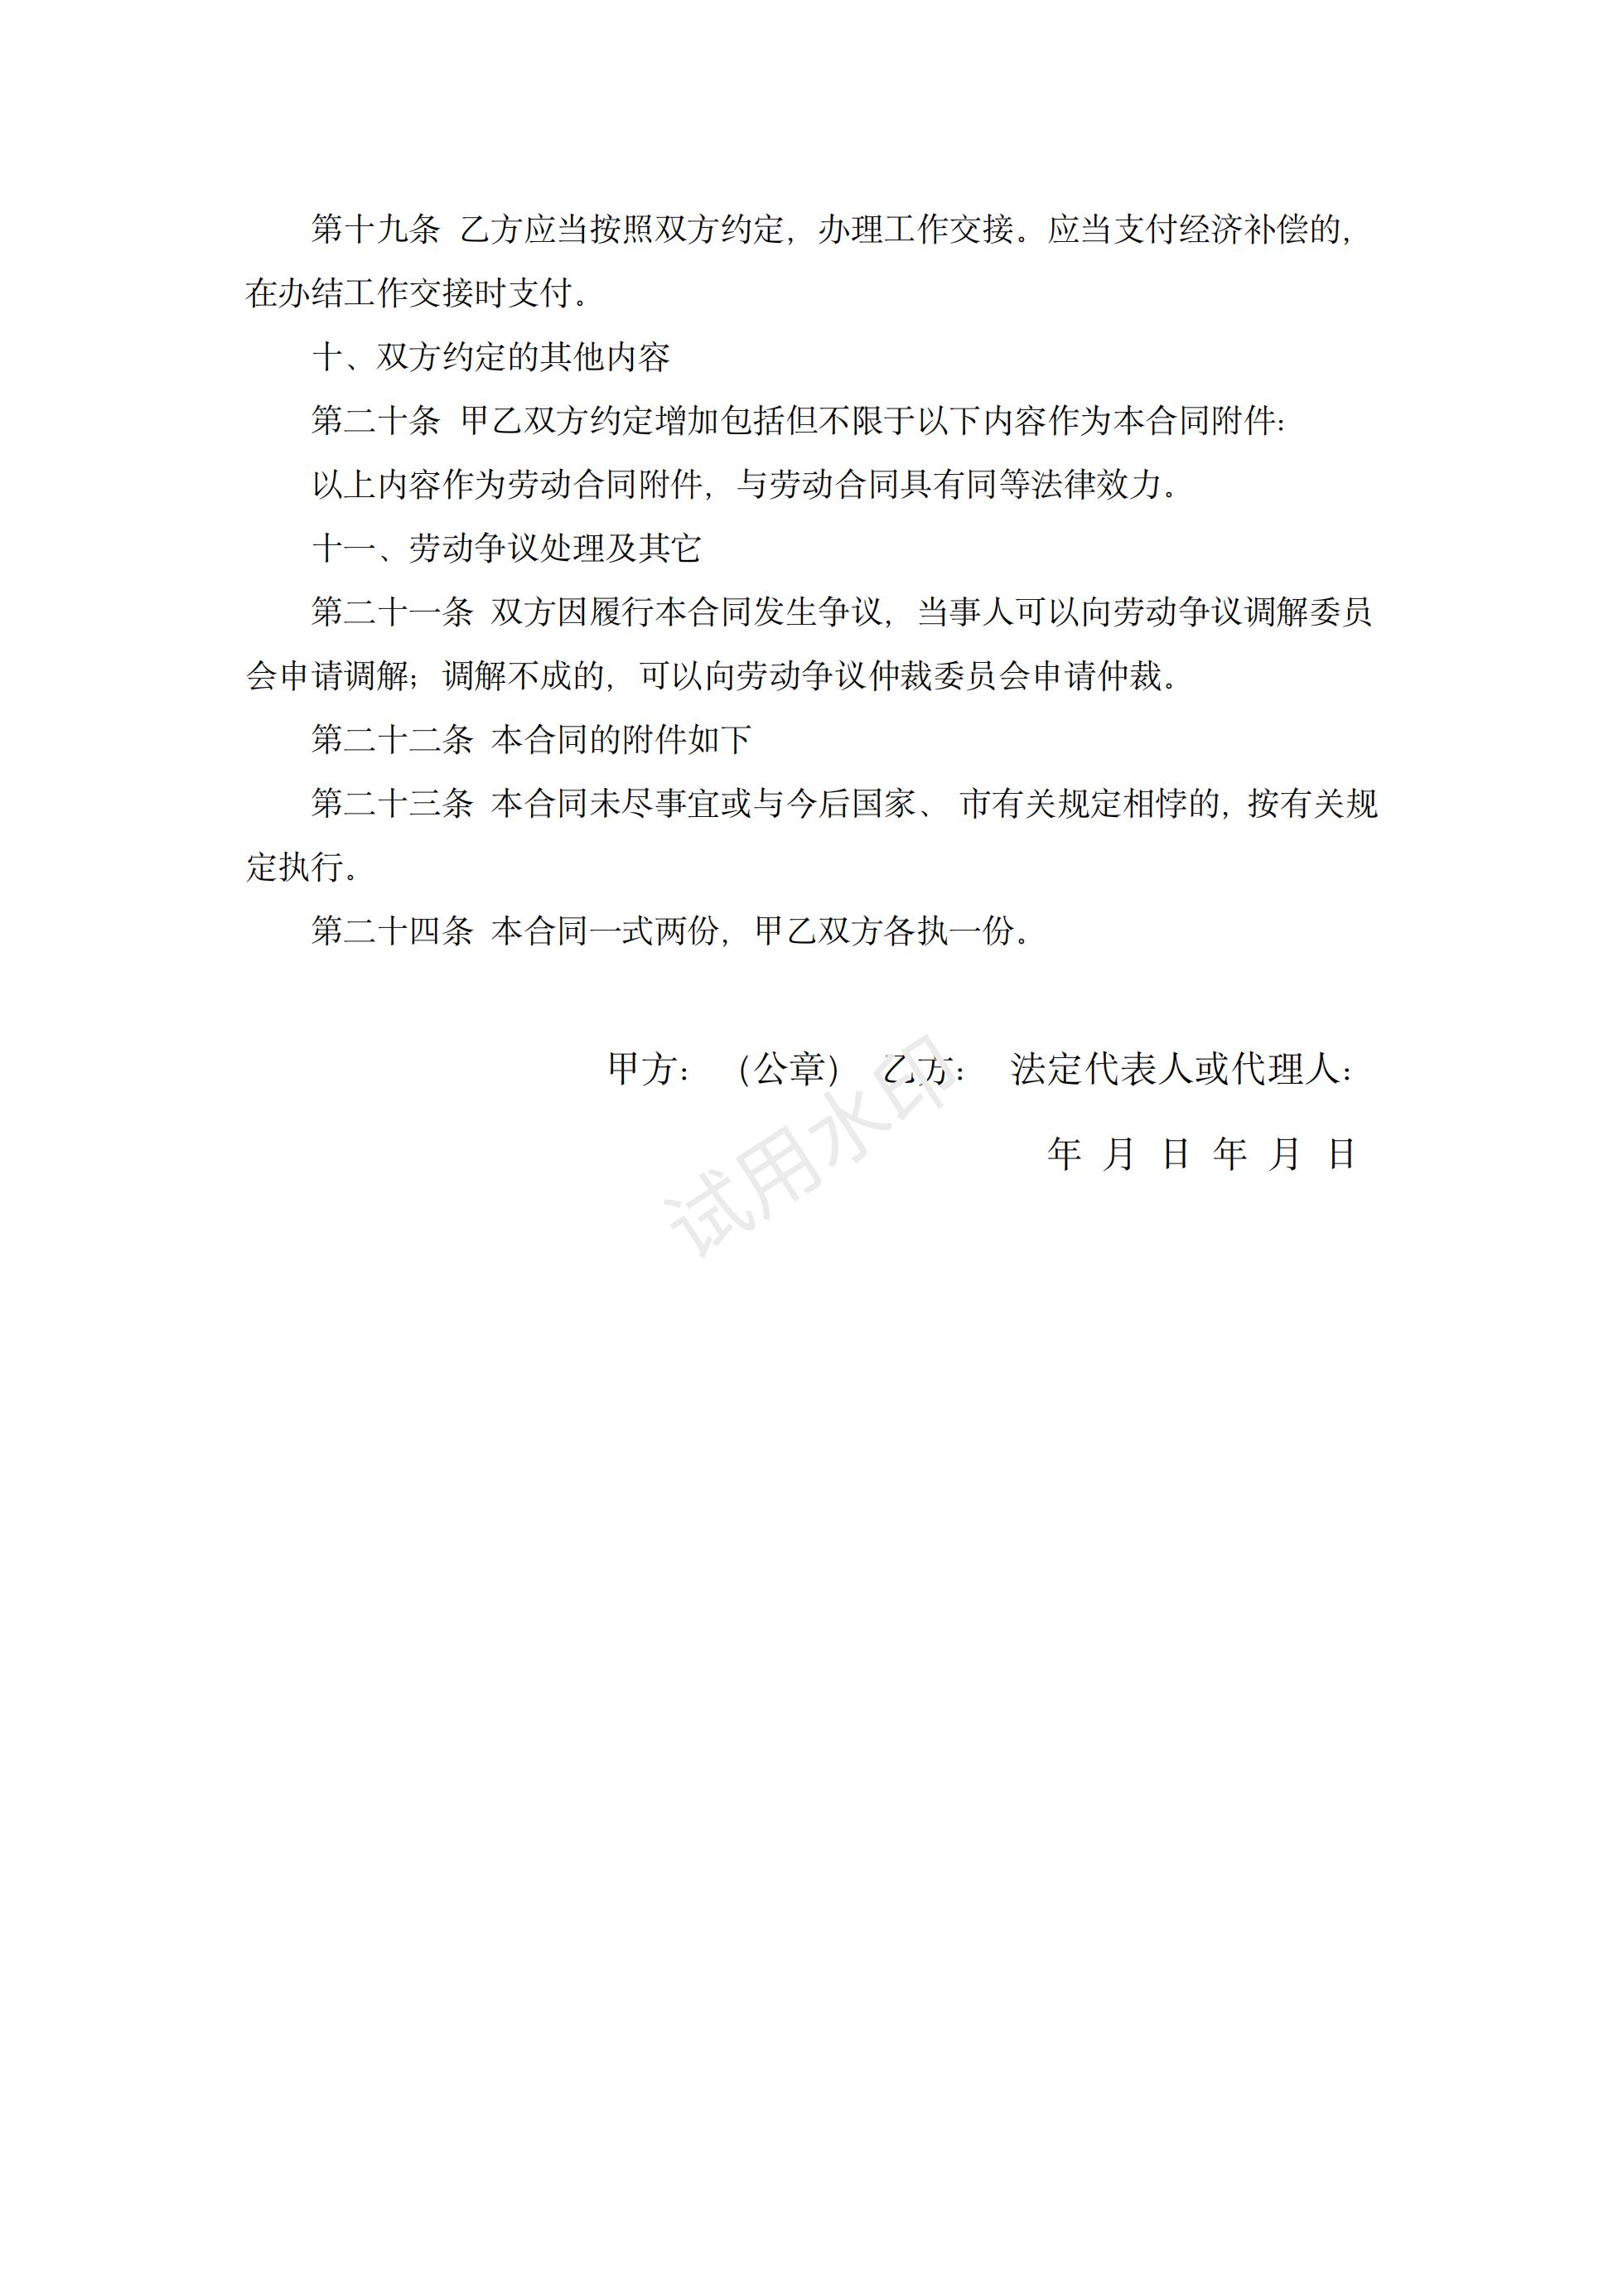 第十九条 乙方应当按照双方约定，办理工作交接。应当支付经济补偿的，
在办结工作交接时支付。
十、双方约定的其他内容
第二十条 甲乙双方约定增加包括但不限于以下内容作为本合同附件：
以上内容作为劳动合同附件，与劳动合同具有同等法律效力。
十一、劳动争议处理及其它
第二十一条 双方因履行本合同发生争议，当事人可以向劳动争议调解委员
会申请调解；调解不成的，可以向劳动争议仲裁委员会申请仲裁。
第二十二条 本合同的附件如下
第二十三条 本合同未尽事宜或与今后国家、 市有关规定相悖的，按有关规
定执行。
第二十四条 本合同一式两份，甲乙双方各执一份。
甲方： （公章） 乙方： 法定代表人或代理人：
年 月 日 年 月 日
试用水印